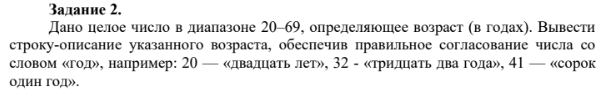 Задание 2.
Дано целое число в диапазоне 20–69, определяющее возраст (в годах). Вывести
строку-описание указанного возраста, обеспечив правильное согласование числа со
словом «год», например: 20 — «двадцать лет», 32 - «тридцать два года», 41 — «сорок
один год».